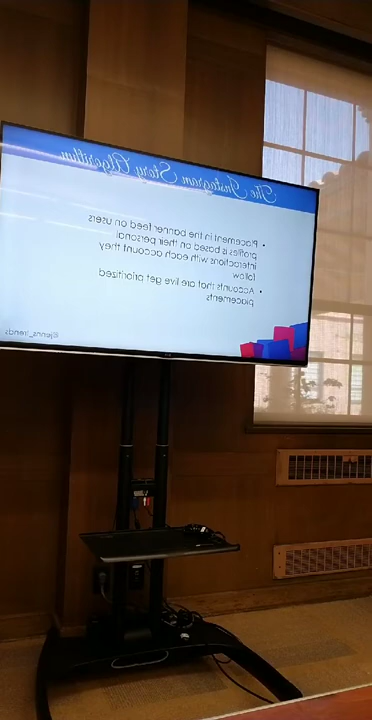 The Instagram Story Algorithm
• Placement in the banner feed on users
profiles is based on their personal
interactions with each account they
follow
• Accounts that are live get prioritized
placements
@jenns_trends